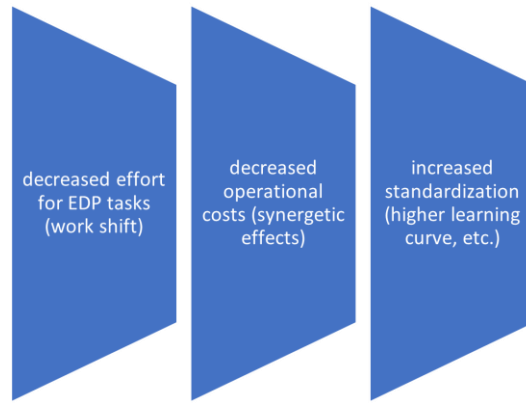 decreased effort
for EDP tasks
(work shift)
decreased
operational
costs (synergetic
effects)
increased
standardization
(higher learning
curve, etc.)